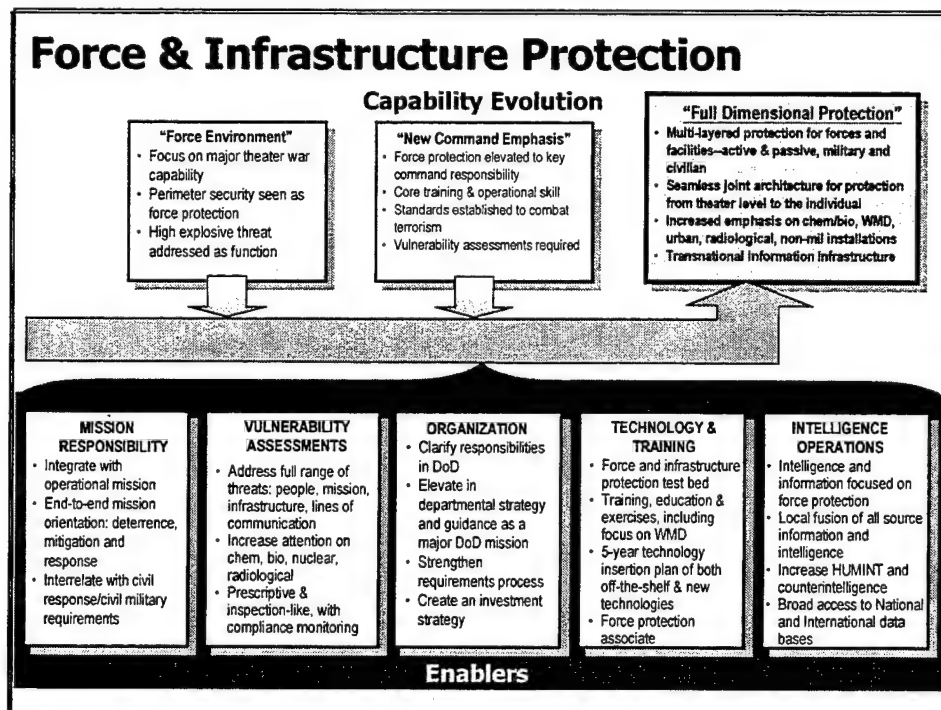 Force & Infrastructure Protection
Capability Evolution
"Force Environment"
• Focus on major theater war
capability
• Perimeter security seen as
force protection
• High explosive threat
addressed as function
"New Command Emphasis"
• Force protection elevated to key
command responsibility
• Core training & operational skill
• Standards established to combat
terrorism
• Vulnerability assessments required
"Full Dimensional Protection"
• Multi-layered protection for forces and
facilities--active & passive, military and
civilian
• Seamless joint architecture for protection
from theater level to the individual
• Increased emphasis on chem/bio, WMD,
urban, radiological, non-mil installations
• Transnational Information Infrastructure
MISSION
RESPONSIBILITY
• Integrate with
operational mission
• End-to-end mission
orientation: deterrence,
mitigation and
response
• Interrelate with civil
response/civil military
requirements
VULNERABILITY
ASSESSMENTS
• Address full range of
threats: people, mission,
infrastructure, lines of
communication
• Increase attention on
chem, bio, nuclear,
radiological
• Prescriptive &
inspection-like, with
compliance monitoring
ORGANIZATION
• Clarify responsibilities
in DoD
• Elevate in
departmental strategy
and guidance as a
major DoD mission
• Strengthen
requirements process
• Create an investment
strategy
TECHNOLOGY &
TRAINING
• Force and infrastructure
protection test bed
• Training, education &
exercises, including
focus on WMD
• 5-year technology
insertion plan of both
off-the-shelf & new
technologies
• Force protection
associate
INTELLIGENCE
OPERATIONS
• Intelligence and
information focused on
force protection
• Local fusion of all source
information and
intelligence
• Increase HUMINT and
counterintelligence
• Broad access to National
and International data
bases
Enablers